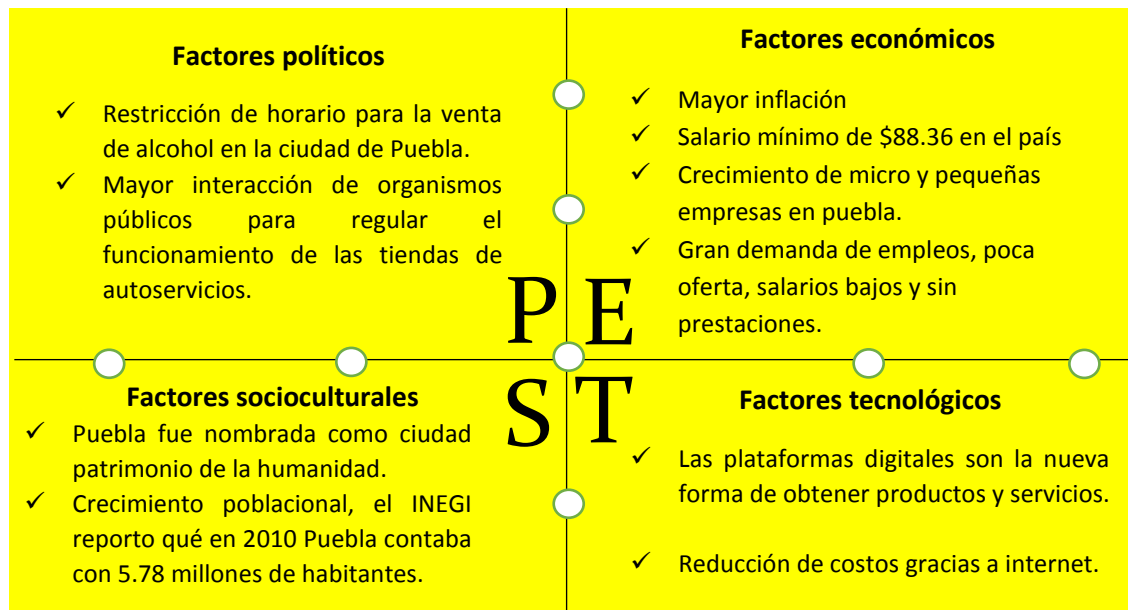 Factores políticos
✓ Restricción de horario para la venta
de alcohol en la ciudad de Puebla.
✓ Mayor interacción de organismos
públicos para regular el
funcionamiento de las tiendas de
autoservicios.
Factores económicos
✓ Mayor inflación
✓ Salario mínimo de $88.36 en el país
✓ Crecimiento de micro y pequeñas
empresas en puebla.
✓ Gran demanda de empleos, poca
oferta, salarios bajos y sin
prestaciones.
P E
S T
Factores socioculturales
✓ Puebla fue nombrada como ciudad
patrimonio de la humanidad.
✓ Crecimiento poblacional, el INEGI
reporto qué en 2010 Puebla contaba
con 5.78 millones de habitantes.
Factores tecnológicos
✓ Las plataformas digitales son la nueva
forma de obtener productos y servicios.
✓ Reducción de costos gracias a internet.